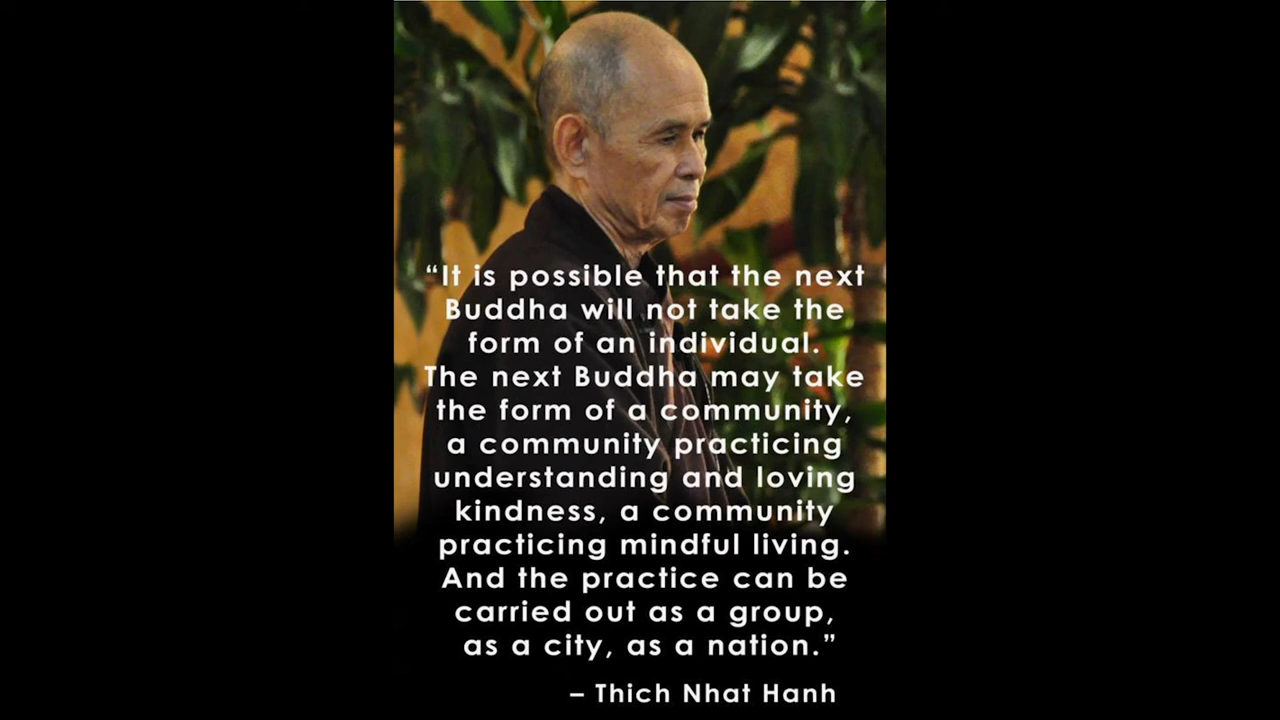 “It is possible that the next
Buddha will not take the
form of an individual.
The next Buddha may take
the form of a community,
a community practicing
understanding and loving
kindness, a community
practicing mindful living.
And the practice can be
carried out as a group,
as a city, as a nation.”
– Thich Nhat Hanh